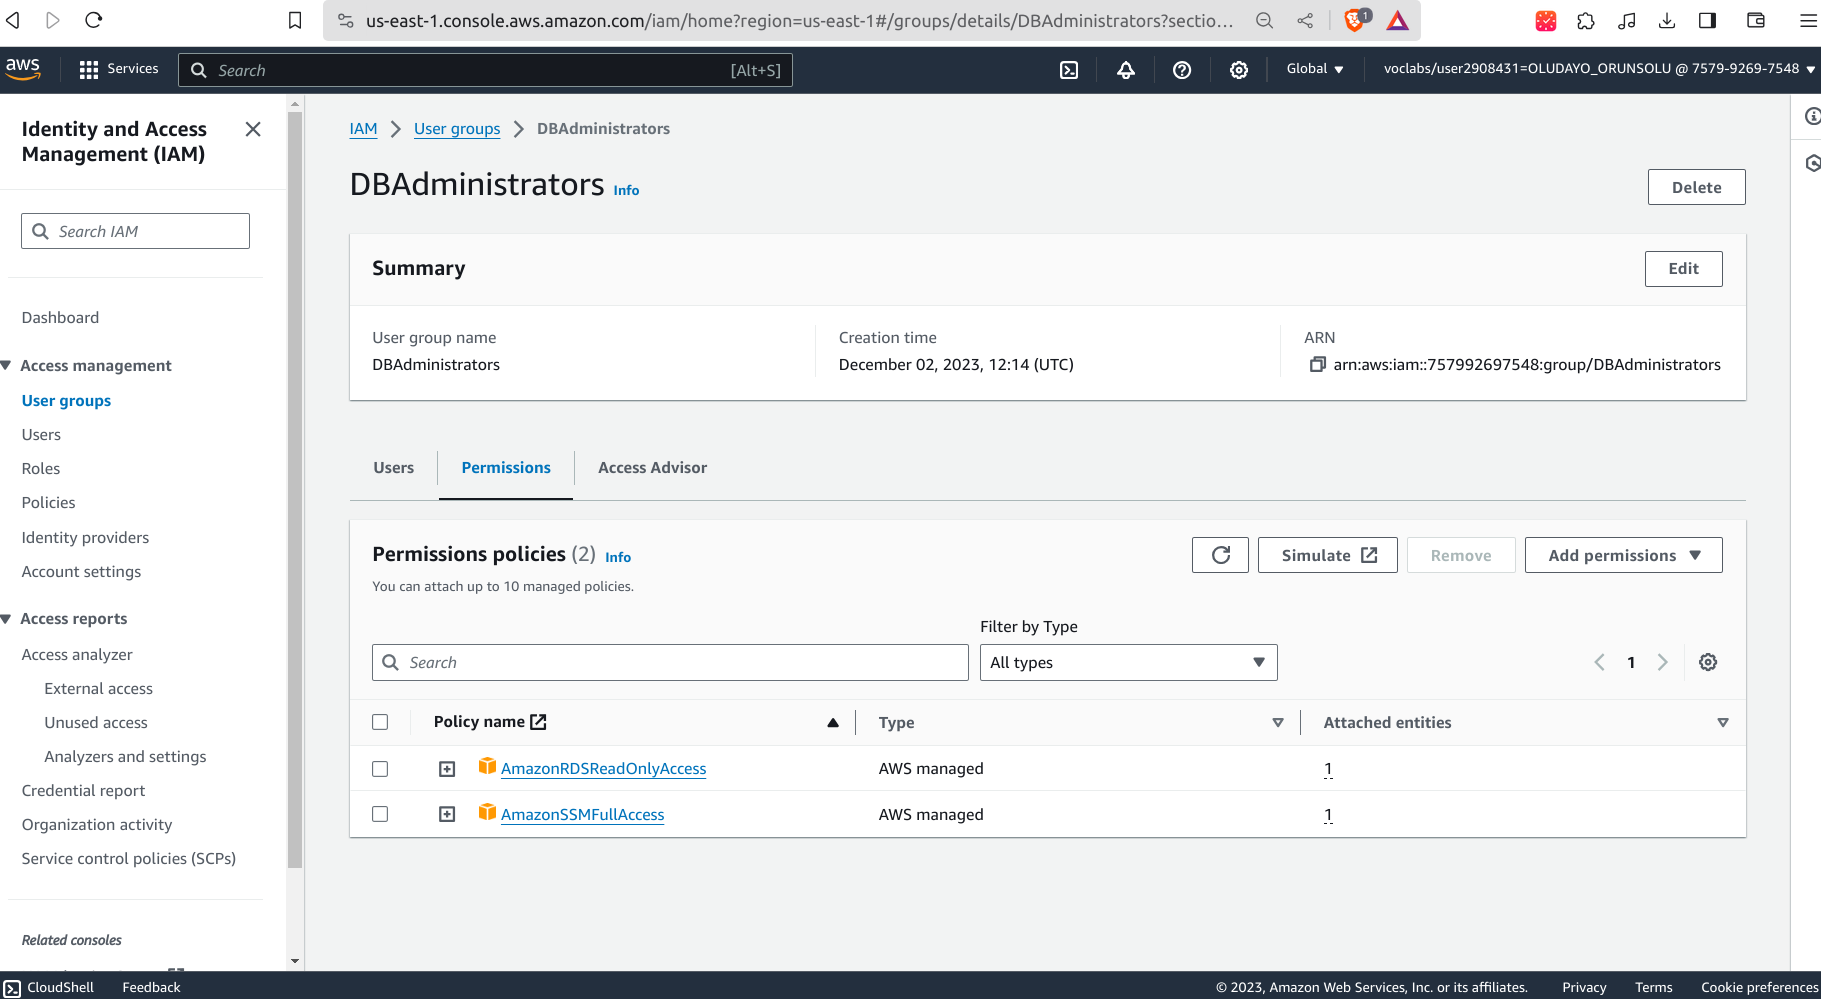 us-east-1.console.aws.amazon.com/iam/home?region=us-east-1#/groups/details/DBAdministrators?sectio...
1
aws
Services
Search
[Alt+S]
Global
voclabs/user2908431=OLUDAYO_ORUNSOLU @ 7579-9269-7548
Identity and Access
Management (IAM)
Search IAM
Dashboard
Access management
User groups
Users
Roles
Policies
Identity providers
Account settings
Access reports
Access analyzer
External access
Unused access
Analyzers and settings
Credential report
Organization activity
Service control policies (SCPs)
Related consoles
IAM > User groups > DBAdministrators
DBAdministrators Info
Delete
Summary
Edit
User group name
DBAdministrators
Creation time
December 02, 2023, 12:14 (UTC)
ARN
arn:aws:iam::757992697548:group/DBAdministrators
Users
Permissions
Access Advisor
Permissions policies (2) Info
You can attach up to 10 managed policies.
Simulate
Remove
Add permissions
Filter by Type
Search
All types
1
Policy name
Type
Attached entities
AmazonRDSReadOnlyAccess
AWS managed
1
AmazonSSMFullAccess
AWS managed
1
CloudShell
Feedback
© 2023, Amazon Web Services, Inc. or its affiliates.
Privacy
Terms
Cookie preferences